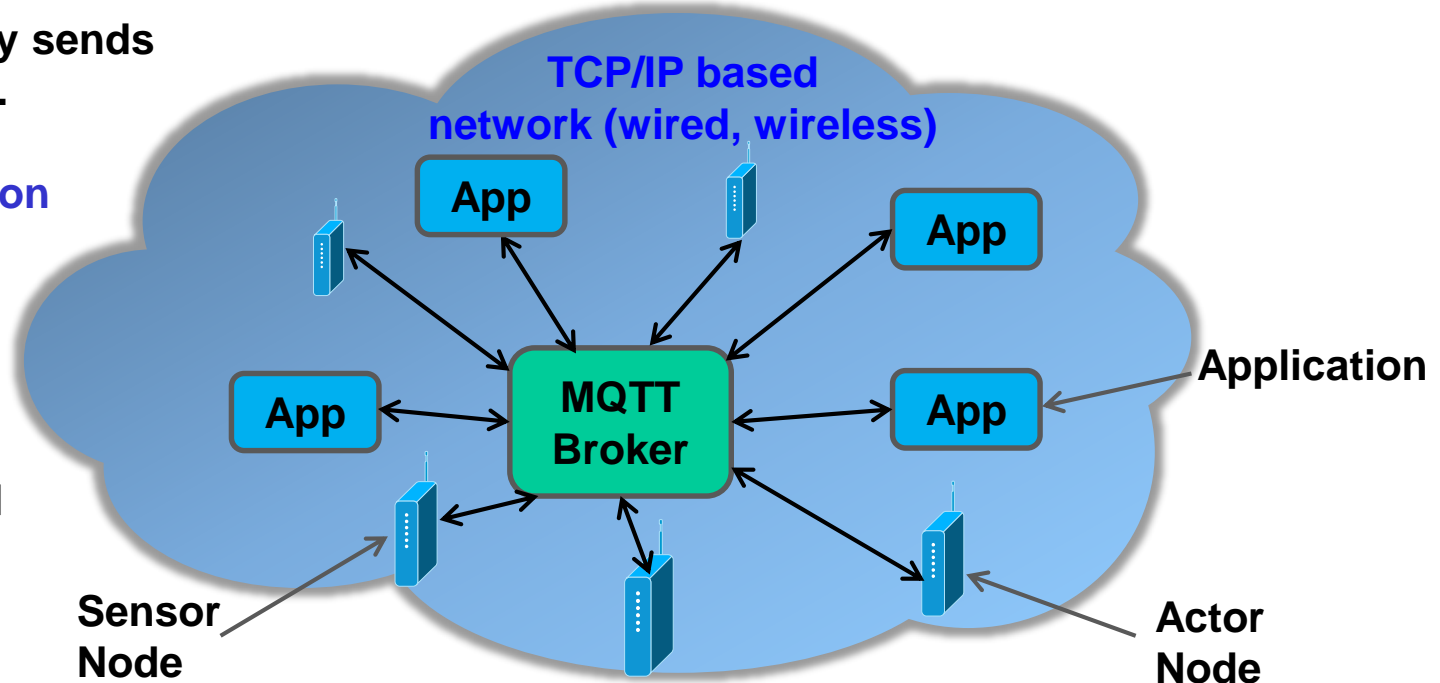 y sends
.
on
TCP/IP based
network (wired, wireless)
App
App
App
MQTT
Broker
App
Application
Sensor
Node
Actor
Node